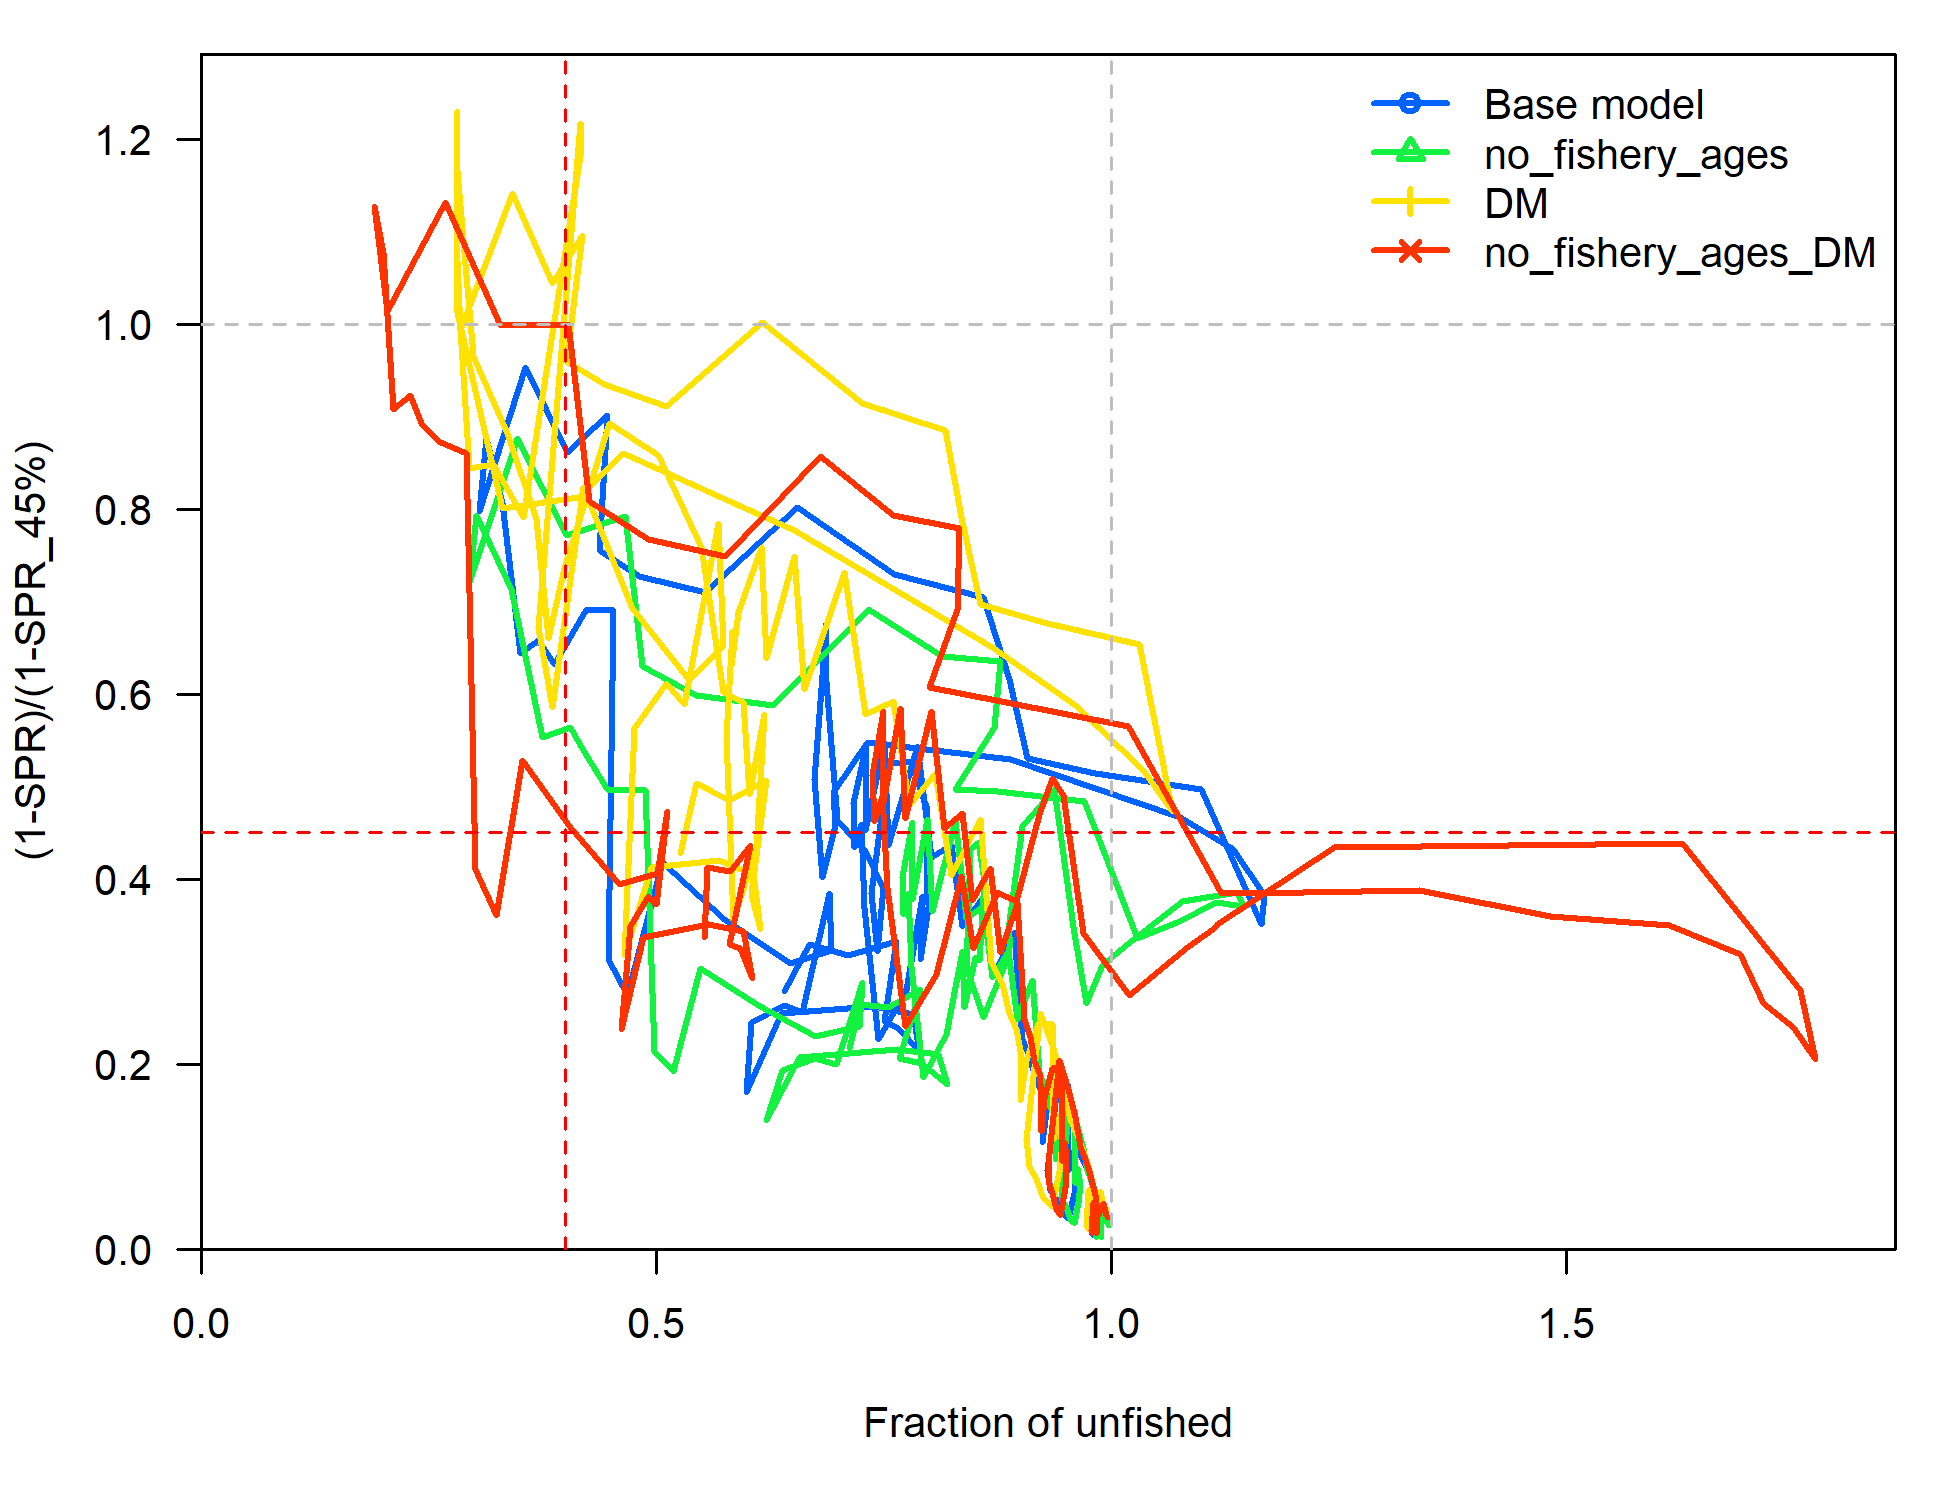 Base model
no_fishery_ages
DM
no_fishery_ages_DM
(1-SPR)/(1-SPR_45%)
1.2
1.0
0.8
0.6
0.4
0.2
0.0
0.0 0.5 1.0 1.5
Fraction of unfished